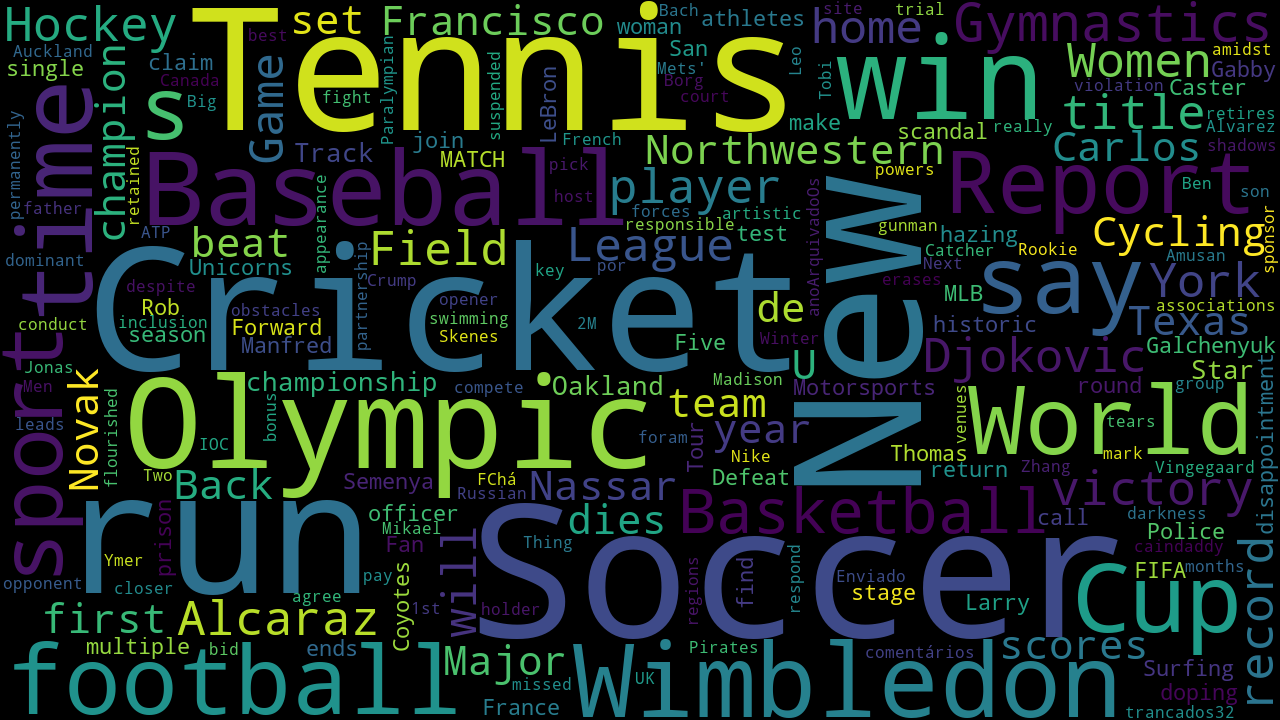 Hockey
Tennis
set
Francisco
woman
Bach
athletes
site
trial
home
Gymnastics
best
San
Auckland
single
claim
Canada
Big
champion
Game
fight
Paralympian
suspended
LeBron
Mets'
Borg
court
Leo
Tobi
win
Women
amidst
Gabby
violation
Caster
title
retires
Alvarez
shadows
time
s
join
MATCH
French
make
scandal
really
Carlos
permanently
father
retained
Track
Baseball
pick
host
Northwestern
player
powers
Report
Ben
son
sponsor
dominant
ATP
beat
Unicorns
appearance
Field
League
forces
responsible
artistic
test
por
anoArquivadoOs
gunman
hazing
Catcher
Rookie
Cycling
Next
Amusan
despite
Cricket
partnership
Crump
key
opener
swimming
Skenes
2M
New
erases
MLB
say
York
associations
conduct
inclusion
Rob
obstacles
season
Forward
Manfred
de
Five
Winter
U
historic
Texas
Galchenyuk
sport
Jonas
Men
leads
Novak
flourished
championship
Olympic
bonus
compete
Oakland
Madison
team
Motorsports
Djokovic
round
Star
group
disappointment
World
tears
mark
venues
IOC
foram
Tour
year
Nike
Thomas
return
Zhang
Vingegaard
Two
Back
Semenya
FChá
Russian
Nassar
Defeat
victory
record
run
prison
officer
Mikael
Fan
dies
Basketball
call
darkness
Police
caindaddy
Ymer
opponent
closer
pay
Coyotes
will
Thing
Soccer
find
respond
regions
Enviado
stage
Larry
Cup
FIFA
months
first
Alcaraz
agree
1st
holder
multiple
bid
ends
football
Major
missed
France
Wimbledon
UK
Pirates
comentários
scores
Surfing
doping
trancados32